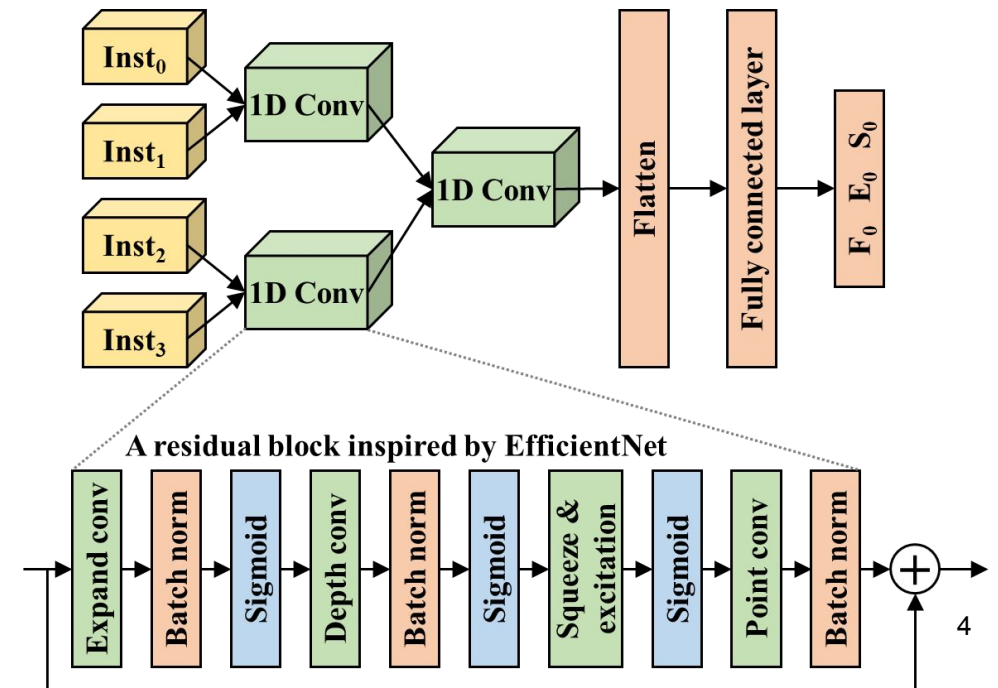 Inst₀
Inst₁
Inst₂
Inst₃
1D Conv
1D Conv
1D Conv
Flatten
Fully connected layer
F₀ E₀ S₀
A residual block inspired by EfficientNet
Expand conv
Batch norm
Sigmoid
Depth conv
Batch norm
Sigmoid
Squeeze &
excitation
Sigmoid
Point conv
Batch norm
+
4